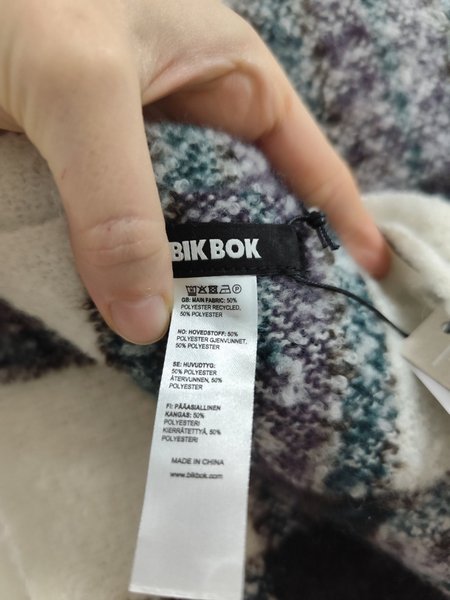 BIK BOK
GB: MAIN FABRIC: 50%
POLYESTER RECYCLED,
50% POLYESTER
NO: HOVEDSTOFF: 50%
POLYESTER GJENVUNNET,
50% POLYESTER
SE: HUVUDTYG:
50% POLYESTER
ÅTERVUNNEN, 50%
POLYESTER
FI: PÄÄASIALLINEN
KANGAS: 50%
POLYESTERI
KIERRÄTETTYÄ, 50%
POLYESTERI
MADE IN CHINA
www.bikbok.com